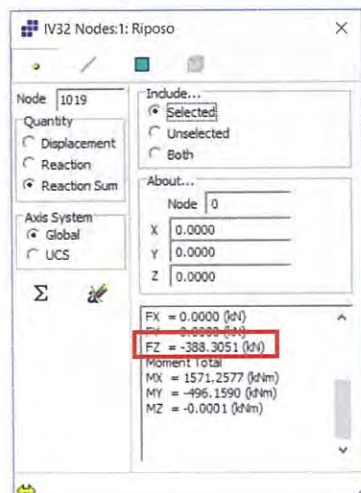 IV32 Nodes:1: Riposo
Node 1019
Quantity
Displacement
Reaction
Reaction Sum
Axis System
Global
UCS
Σ
Include...
Selected
Unselected
Both
About...
Node 0
X 0.0000
Y 0.0000
Z 0.0000
FX = 0.0000 (kN)
FZ = -388.3051 (kN)
Moment Total
MX = 1571.2577 (kNm)
MY = -496.1590 (kNm)
MZ = -0.0001 (kNm)